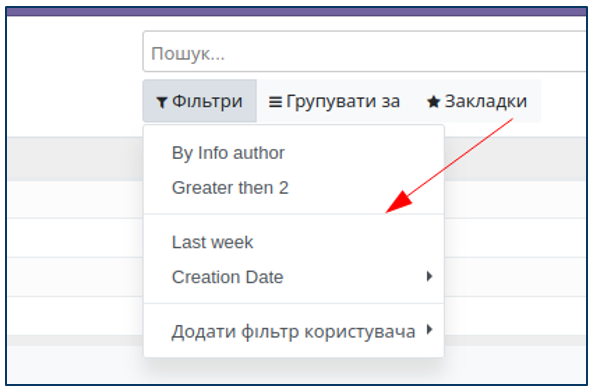 Пошук...
Фільтри Групувати за Закладки
By Info author
Greater then 2
Last week
Creation Date
Додати фільтр користувача